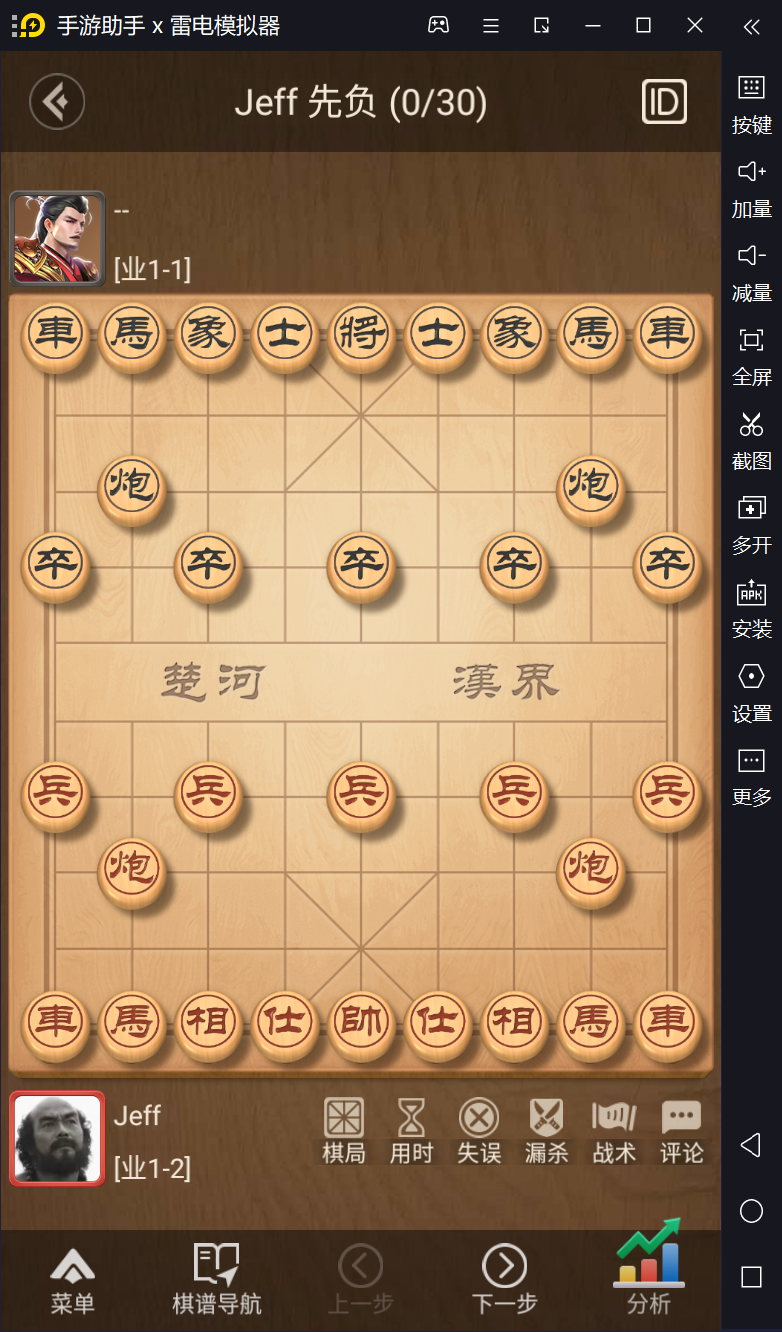 手游助手 x 雷电模拟器
Jeff 先负 (0/30)
ID
--
[业1-1]
車 馬 象 士 將 士 象 馬 車
炮 炮
卒 卒 卒 卒 卒
楚河 漢界
兵 兵 兵 兵 兵
炮 炮
車 馬 相 仕 帥 仕 相 馬 車
Jeff
[业1-2]
棋局 用时 失误 漏杀 战术 评论
菜单 棋谱导航 上一步 下一步 分析
按键
加量
减量
全屏
截图
多开
APK
安装
设置
更多